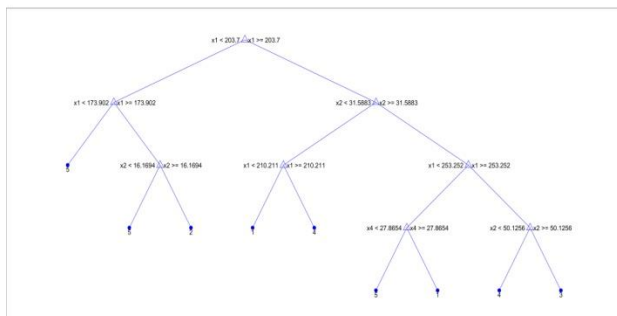 x1 < 203.7 x1 >= 203.7
x1 < 173.902 x1 >= 173.902 x2 < 31.5883 x2 >= 31.5883
5 x2 < 16.1694 x2 >= 16.1694 x1 < 210.211 x1 >= 210.211 x1 < 253.252 x1 >= 253.252
5 2 1 4 x4 < 27.8654 x4 >= 27.8654 x2 < 50.1256 x2 >= 50.1256
5 1 4 3